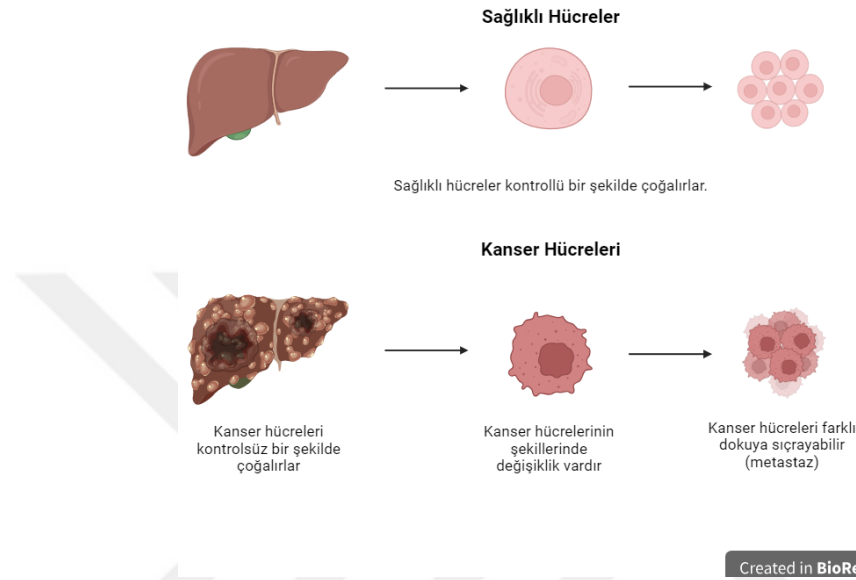 Sağlıklı Hücreler
Sağlıklı hücreler kontrollü bir şekilde çoğalırlar.
Kanser Hücreleri
Kanser hücreleri
kontrolsüz bir şekilde
çoğalırlar
Kanser hücrelerinin
şekillerinde
değişiklik vardır
Kanser hücreleri farklı
dokuya sıçrayabilir
(metastaz)
Created in BioRe